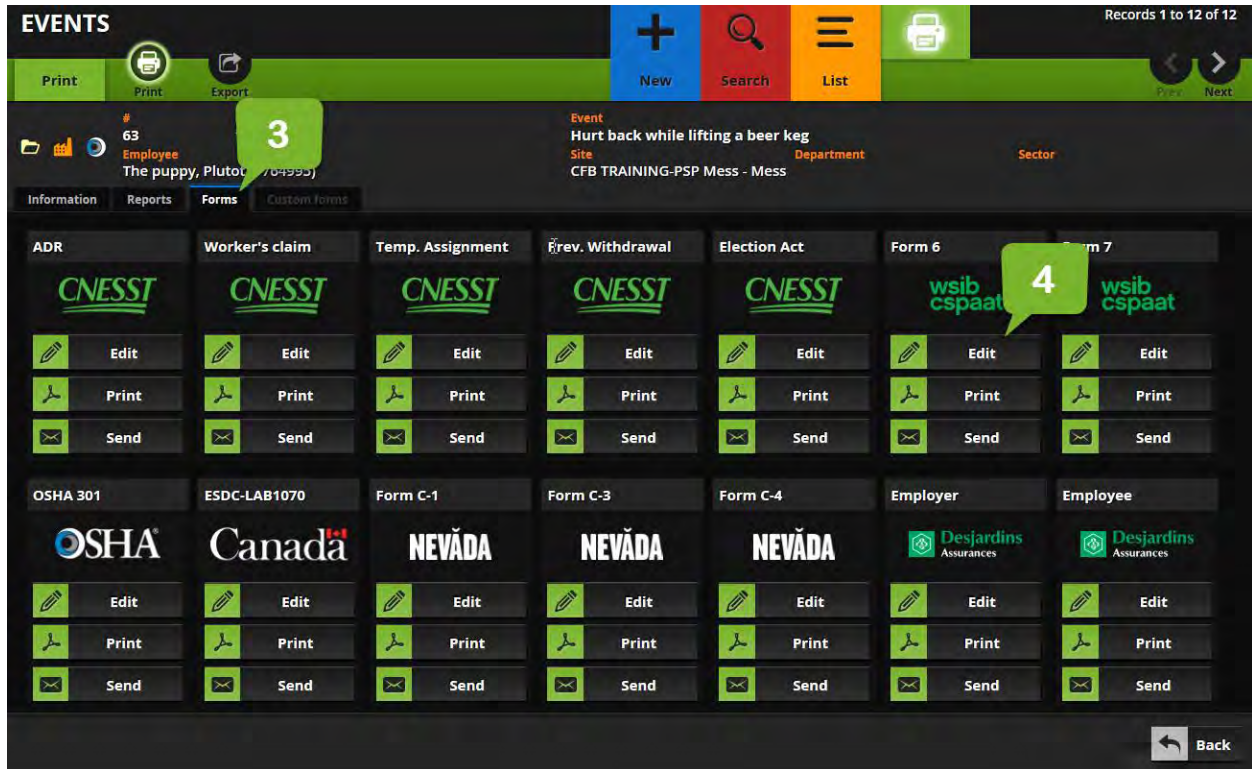 EVENTS
Records 1 to 12 of 12
Print
Print
Export
New
Search
List
Prev
Next
#
63
3
Event
Hurt back while lifting a beer keg
Employee
Site
Department
Sector
The puppy, Plutot
CFB TRAINING-PSP Mess - Mess
Information Reports Forms Custom forms
ADR Worker's claim Temp. Assignment Prev. Withdrawal Election Act Form 6 7
CNESST CNESST CNESST CNESST CNESST wsib cspaat 4 wsib cspaat
Edit Edit Edit Edit Edit Edit Edit
Print Print Print Print Print Print Print
Send Send Send Send Send Send Send
OSHA 301 ESDC-LAB1070 Form C-1 Form C-3 Form C-4 Employer Employee
OSHA Canada NEVĂDA NEVĂDA NEVĂDA Desjardins Assurances Desjardins Assurances
Edit Edit Edit Edit Edit Edit Edit
Print Print Print Print Print Print Print
Send Send Send Send Send Send Send
Back